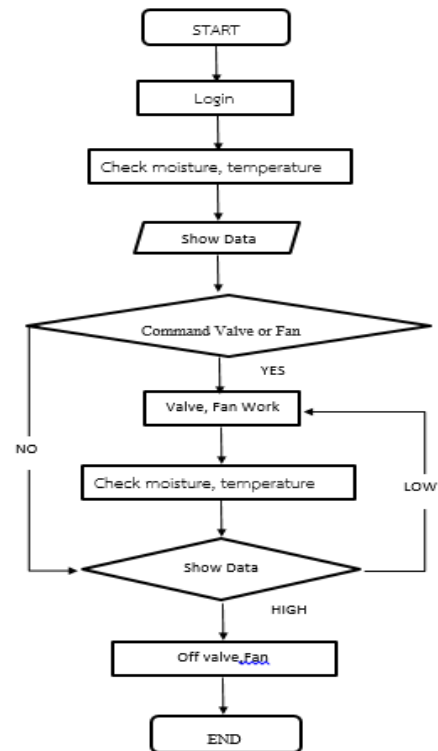 START
Login
Check moisture, temperature
Show Data
Command Valve or Fan
YES
Valve, Fan Work
NO
Check moisture, temperature
LOW
Show Data
HIGH
Off valve,Fan
END